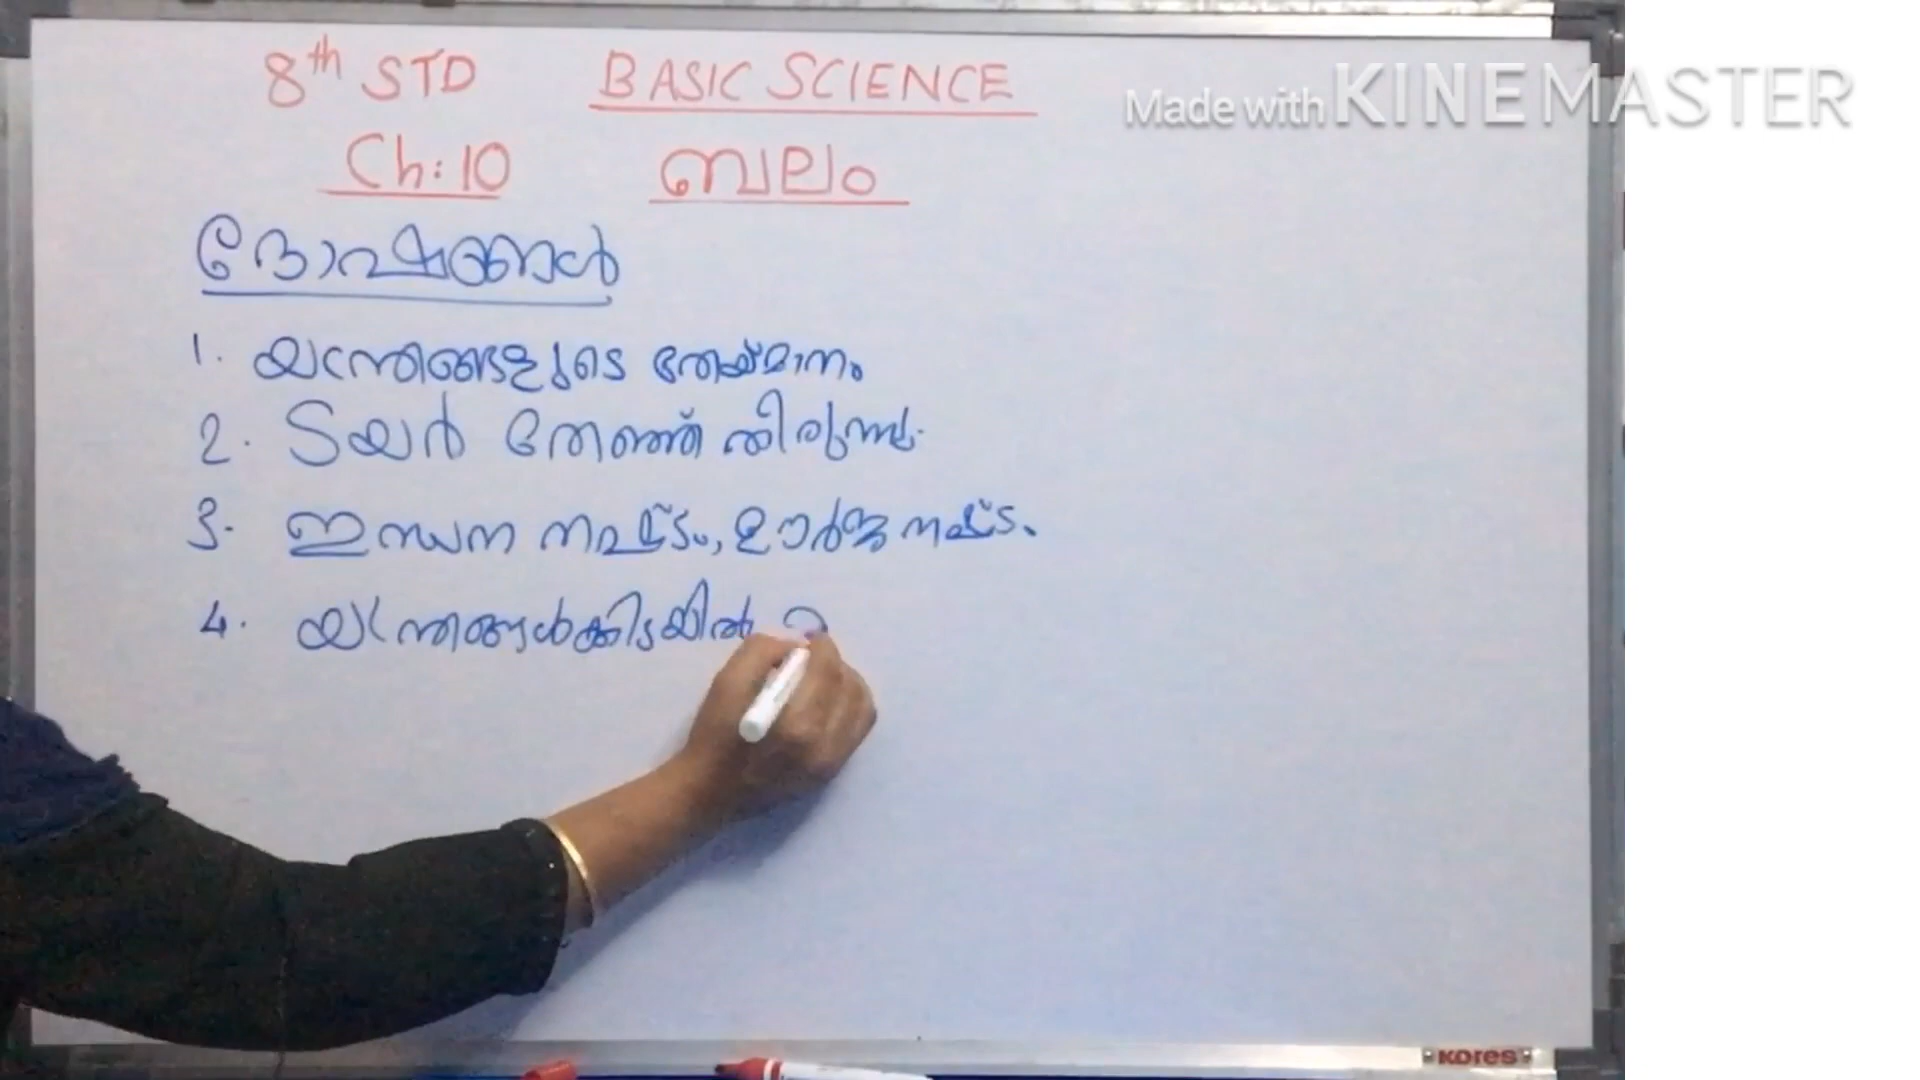 8th STD BASIC SCIENCE
Made with KINEMASTER
Ch: 10 ബലം
ദോഷങ്ങൾ
1. യന്ത്രങ്ങളുടെ തേയ്മാനം
2. ടയർ തേഞ്ഞ് തീരുന്നു.
3. ഇന്ധന നഷ്ടം, ഊർജ നഷ്ടം.
4. യന്ത്രങ്ങൾക്കിടയിൽ
KORES